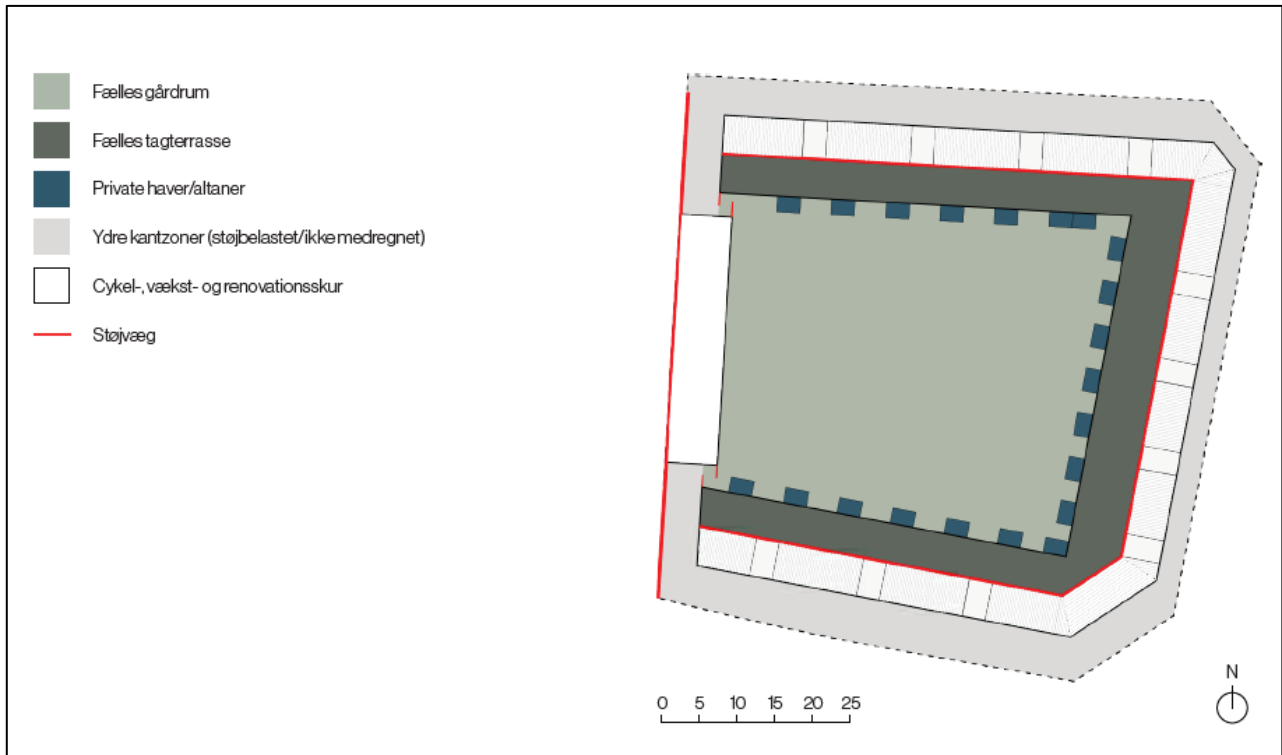 Fælles gårdrum
Fælles tagterrasse
Private haver/altaner
Ydre kantzoner (støjbelastet/ikke medregnet)
Cykel-, vækst- og renovationsskur
Støjvæg
0 5 10 15 20 25
N